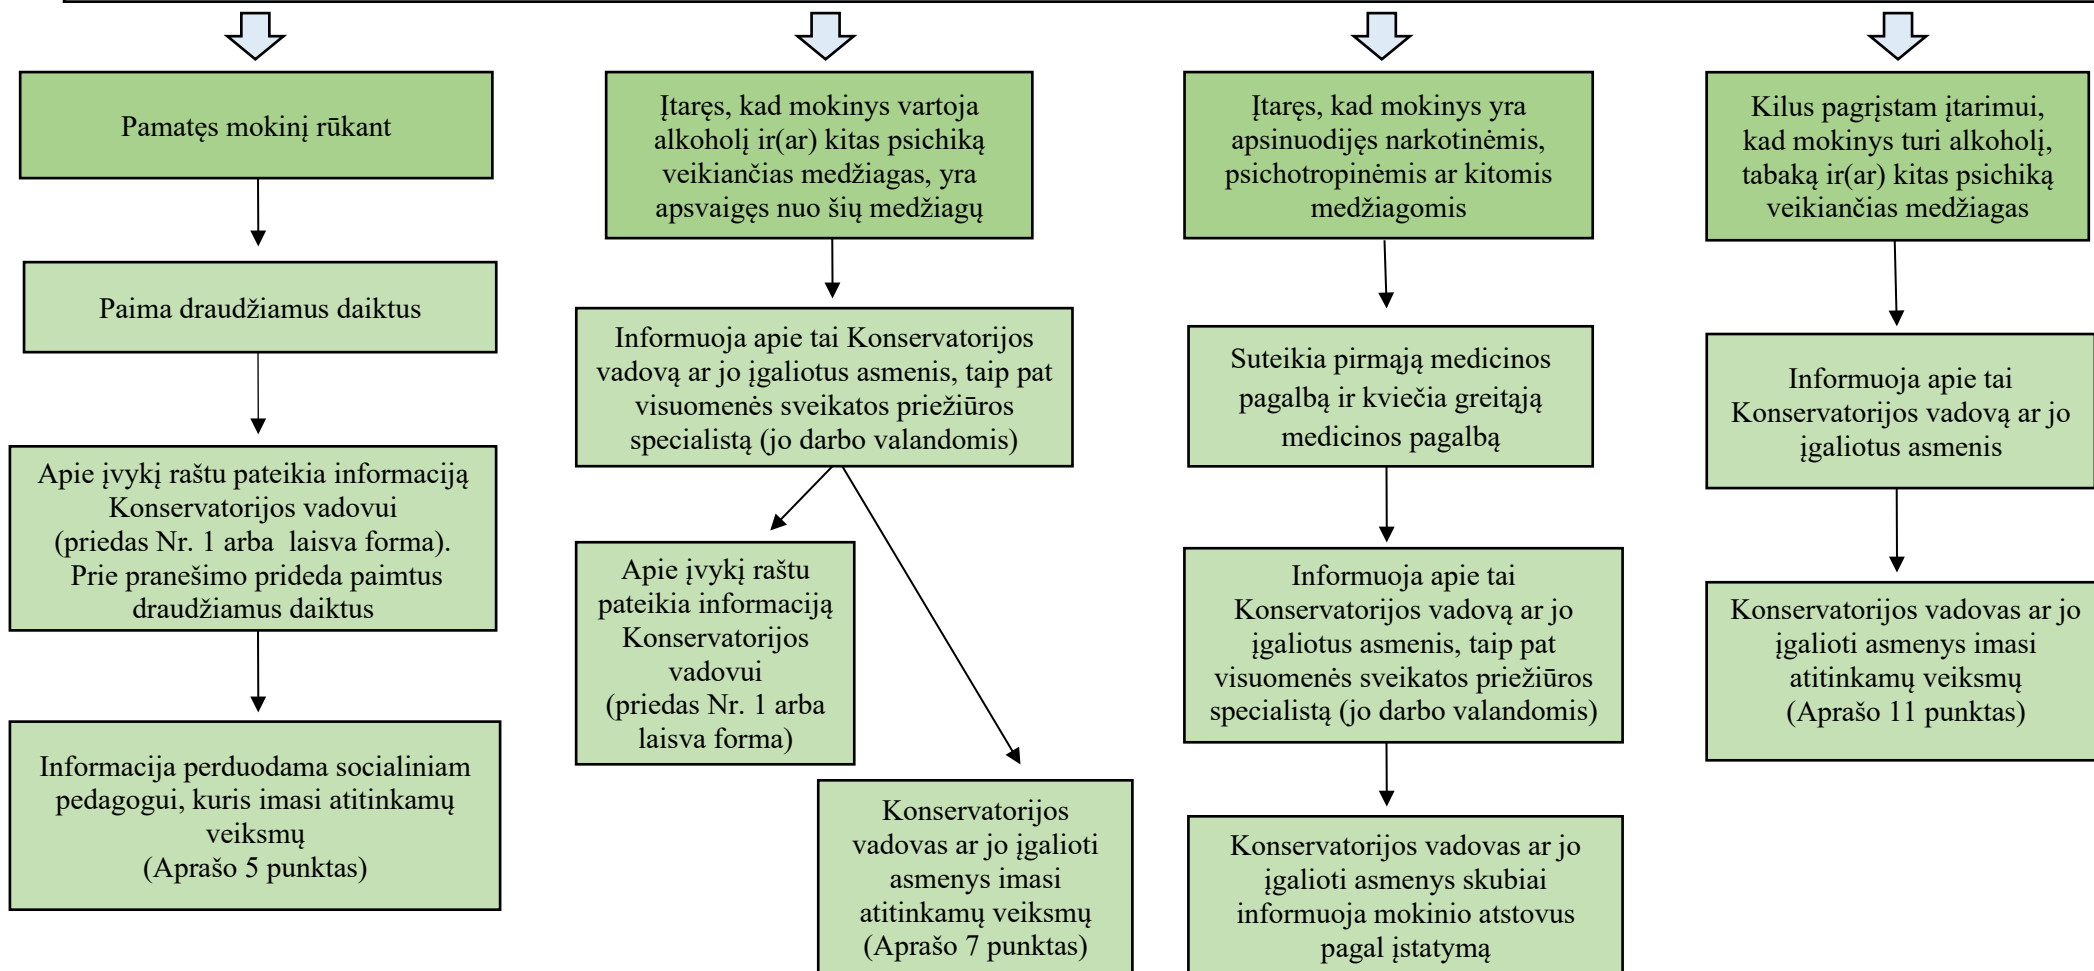 Pamatęs mokinį rūkant
Paima draudžiamus daiktus
Apie įvykį raštu pateikia informaciją
Konservatorijos vadovui
(priedas Nr. 1 arba  laisva forma).
Prie pranešimo prideda paimtus
draudžiamus daiktus
Informacija perduodama socialiniam
pedagogui, kuris imasi atitinkamų
veiksmų
(Aprašo 5 punktas)
Įtaręs, kad mokinys vartoja
alkoholį ir(ar) kitas psichiką
veikiančias medžiagas, yra
apsvaigęs nuo šių medžiagų
Informuoja apie tai Konservatorijos
vadovą ar jo įgaliotus asmenis, taip pat
visuomenės sveikatos priežiūros
specialistą (jo darbo valandomis)
Apie įvykį raštu
pateikia informaciją
Konservatorijos
vadovui
(priedas Nr. 1 arba
laisva forma)
Konservatorijos
vadovas ar jo įgalioti
asmenys imasi
atitinkamų veiksmų
(Aprašo 7 punktas)
Įtaręs, kad mokinys yra
apsinuodijęs narkotinėmis,
psichotropinėmis ar kitomis
medžiagomis
Suteikia pirmąją medicinos
pagalbą ir kviečia greitąją
medicinos pagalbą
Informuoja apie tai
Konservatorijos vadovą ar jo
įgaliotus asmenis, taip pat
visuomenės sveikatos priežiūros
specialistą (jo darbo valandomis)
Konservatorijos vadovas ar jo
įgalioti asmenys skubiai
informuoja mokinio atstovus
pagal įstatymą
Kilus pagrįstam įtarimui,
kad mokinys turi alkoholį,
tabaką ir(ar) kitas psichiką
veikiančias medžiagas
Informuoja apie tai
Konservatorijos vadovą ar jo
įgaliotus asmenis
Konservatorijos vadovas ar jo
įgalioti asmenys imasi
atitinkamų veiksmų
(Aprašo 11 punktas)